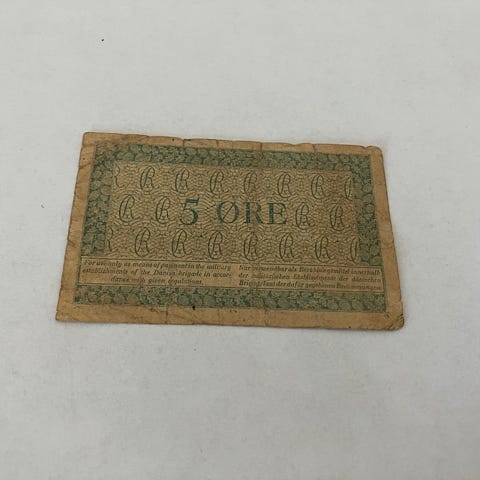 5 ØRE
For use only as means of payment in the military
establishments of the Danish brigade in accor-
dance with given regulations.
Nur verwendbar als Bezahlungsmittel innerhalb
der militärischen Etablissements der dänischen
Brigade laut der dafür gegebenen Bestimmungen